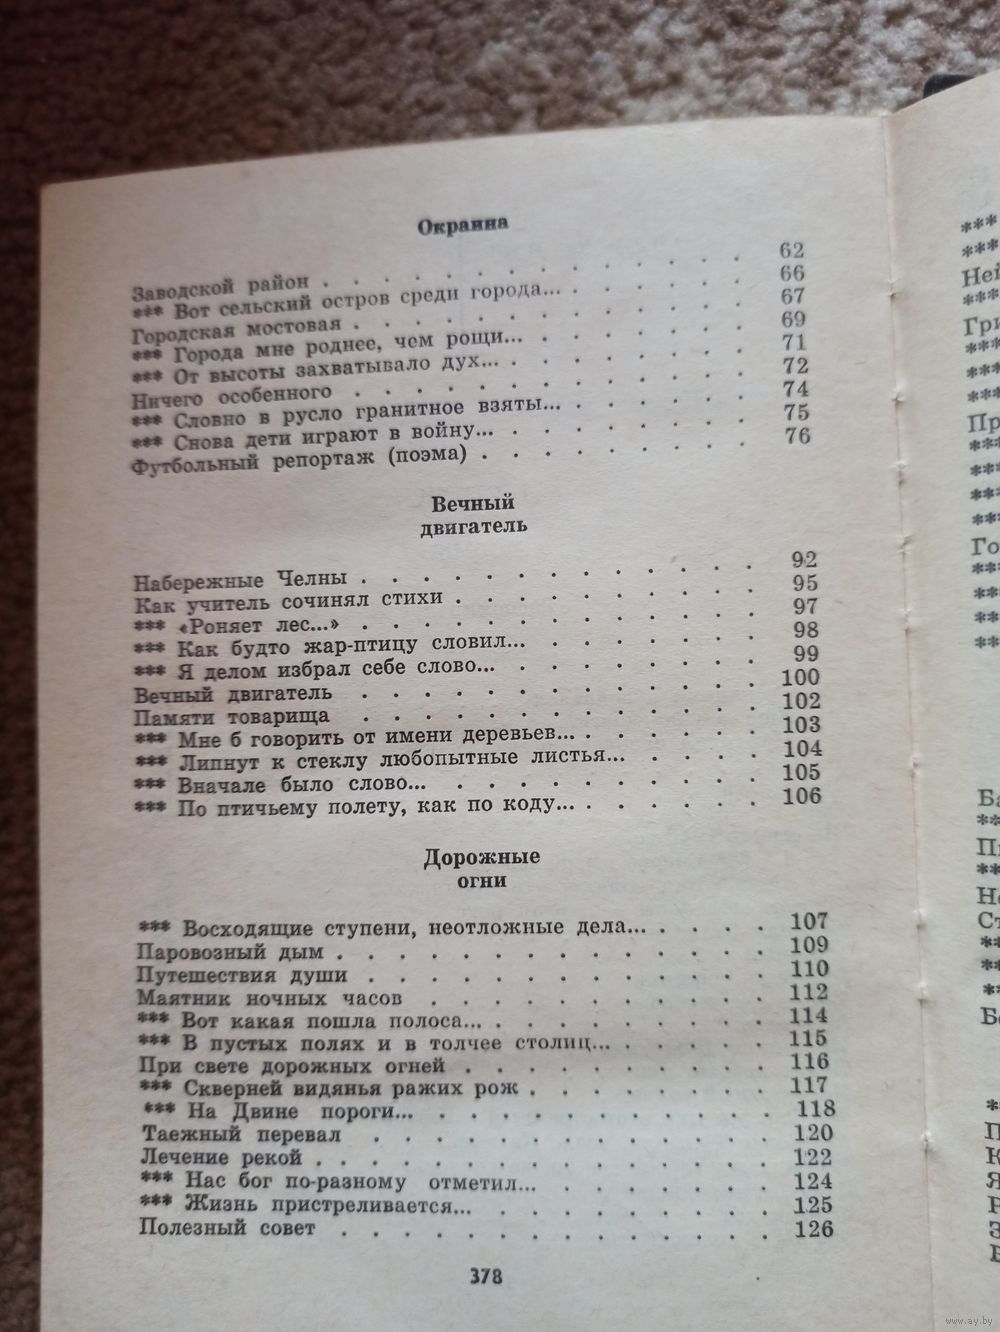 Окраина
Заводской район . . . . . . . . . . . 62
*** Вот сельский остров среди города... . . . . . 66
Городская мостовая . . . . . . . . . . 67
*** Города мне роднее, чем рощи... . . . . . . 69
*** От высоты захватывало дух... . . . . . . . 71
Ничего особенного . . . . . . . . . . 72
*** Словно в русло гранитное взяты... . . . . . 74
*** Снова дети играют в войну... . . . . . . . 75
Футбольный репортаж (поэма) . . . . . . . 76
Вечный
двигатель
Набережные Челны . . . . . . . . . . 92
Как учитель сочинял стихи . . . . . . . . 95
*** «Роняет лес...» . . . . . . . . . . 97
*** Как будто жар-птицу словил... . . . . . . 98
*** Я делом избрал себе слово... . . . . . . . 99
Вечный двигатель . . . . . . . . . . 100
Памяти товарища . . . . . . . . . . 102
*** Мне б говорить от имени деревьев... . . . . . 103
*** Липнут к стеклу любопытные листья... . . . . 104
*** Вначале было слово... . . . . . . . . 105
*** По птичьему полету, как по коду... . . . . . 106
Дорожные
огни
*** Восходящие ступени, неотложные дела... . . . . 107
Паровозный дым . . . . . . . . . . . 109
Путешествия души . . . . . . . . . . 110
Маятник ночных часов . . . . . . . . . 112
*** Вот какая пошла полоса... . . . . . . . 114
*** В пустых полях и в толчее столиц... . . . . 115
При свете дорожных огней . . . . . . . . 116
*** Скверней видянья ражих рож . . . . . . 117
*** На Двине пороги... . . . . . . . . . 118
Таежный перевал . . . . . . . . . . 120
Лечение рекой . . . . . . . . . . . 122
*** Нас бог по-разному отметил... . . . . . . 124
*** Жизнь пристреливается... . . . . . . . . 125
Полезный совет . . . . . . . . . . . 126
378
www.ay.by